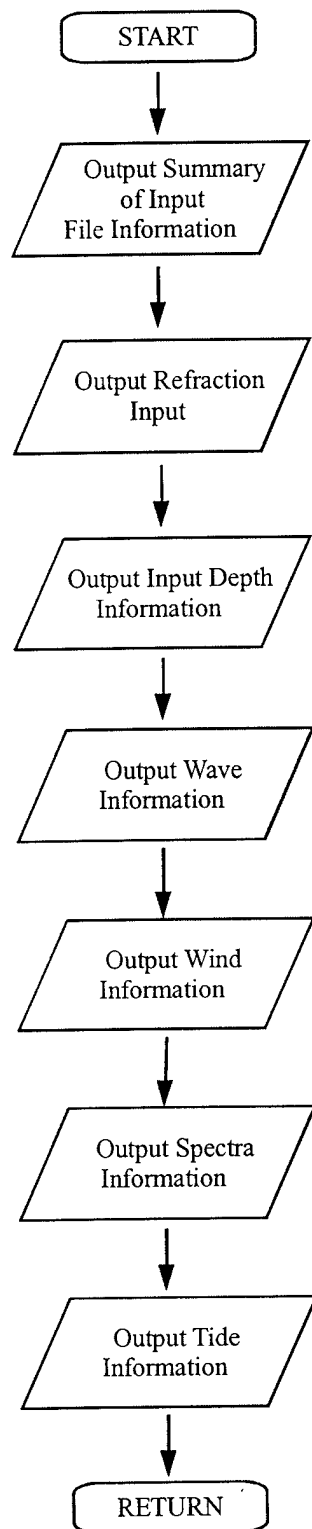 START
Output Summary
of Input
File Information
Output Refraction
Input
Output Input Depth
Information
Output Wave
Information
Output Wind
Information
Output Spectra
Information
Output Tide
Information
RETURN